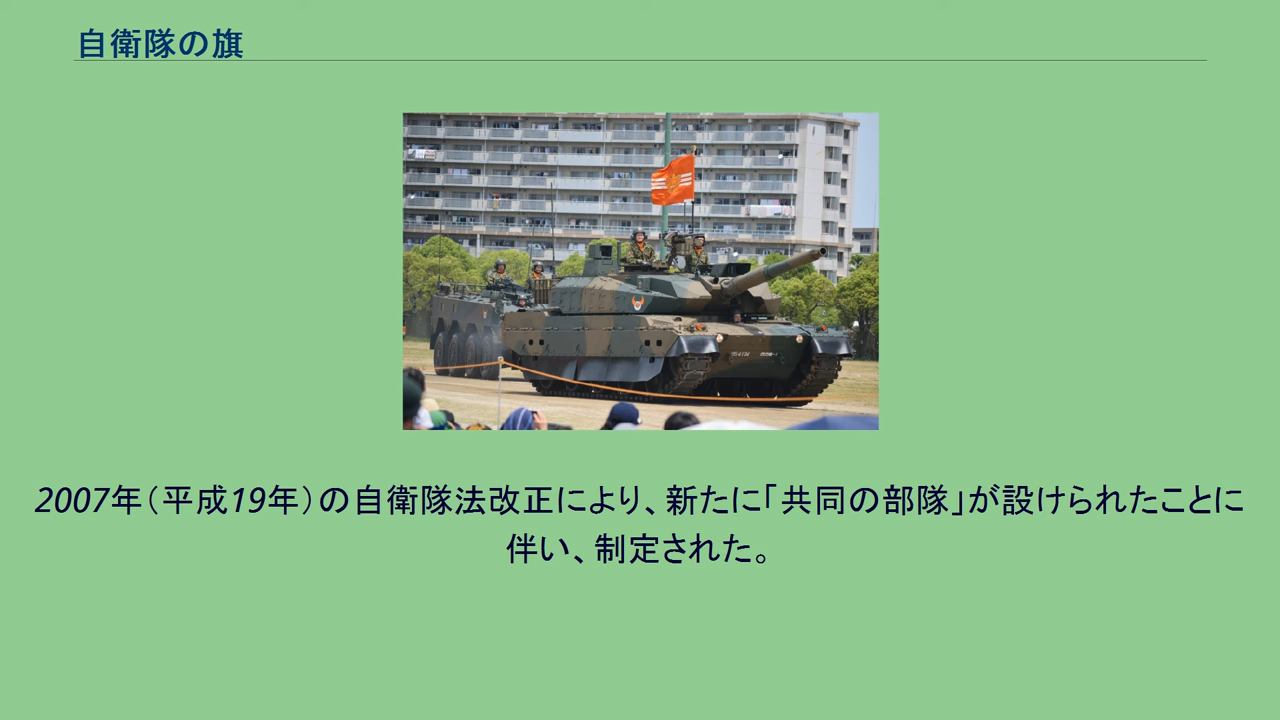 自衛隊の旗
2007年（平成19年）の自衛隊法改正により、新たに「共同の部隊」が設けられたことに
伴い、制定された。